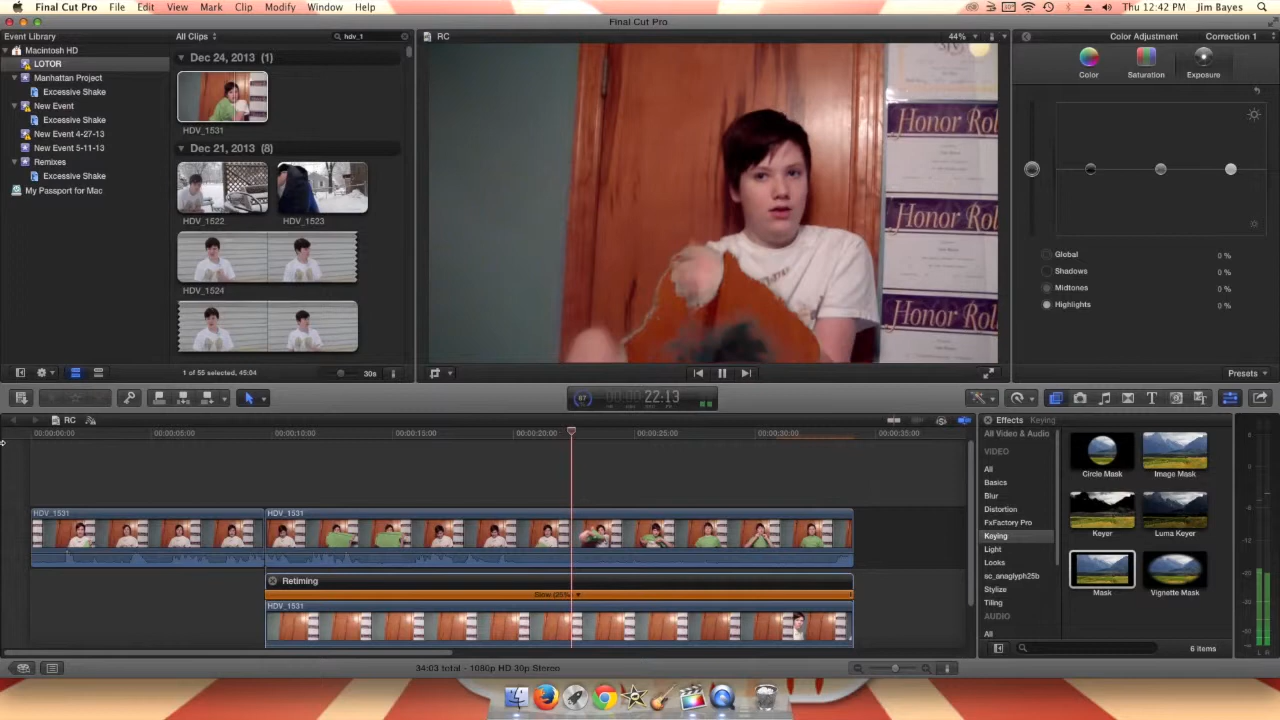 Final Cut Pro File Edit View Mark Clip Modify Window Help Thu 12:42 PM Jim Bayes
Final Cut Pro
Event Library
Macintosh HD
LOTOR
Manhattan Project
Excessive Shake
New Event
Excessive Shake
New Event 4-27-13
New Event 5-11-13
Remixes
Excessive Shake
My Passport for Mac
All Clips hdv_1
Dec 24, 2013 (1)
HDV_1531
Dec 21, 2013 (8)
HDV_1522 HDV_1523
HDV_1524
1 of 55 selected, 45:04 30s
RC 44%
Honor Rol
Honor Rol
Honor Rol
Color Adjustment Correction 1
Color Saturation Exposure
Global 0 %
Shadows 0 %
Midtones 0 %
Highlights 0 %
Presets
22:13
RC
00:00:00:00 00:00:05:00 00:00:10:00 00:00:15:00 00:00:20:00 00:00:25:00 00:00:30:00 00:00:35:00
HDV_1531 HDV_1531
Retiming
Slow (25%)
HDV_1531
34:03 total - 1080p HD 30p Stereo
Effects Keying
All Video & Audio
VIDEO
All
Basics
Blur
Distortion
FxFactory Pro
Keying
Light
Looks
sc_anaglyph25b
Stylize
Tiling
AUDIO
All
Circle Mask Image Mask
Keyer Luma Keyer
Mask Vignette Mask
6 items